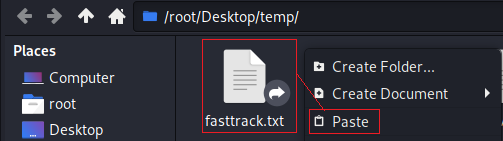 /root/Desktop/temp/
Places
Computer
root
Desktop
fasttrack.txt
Create Folder...
Create Document
Paste